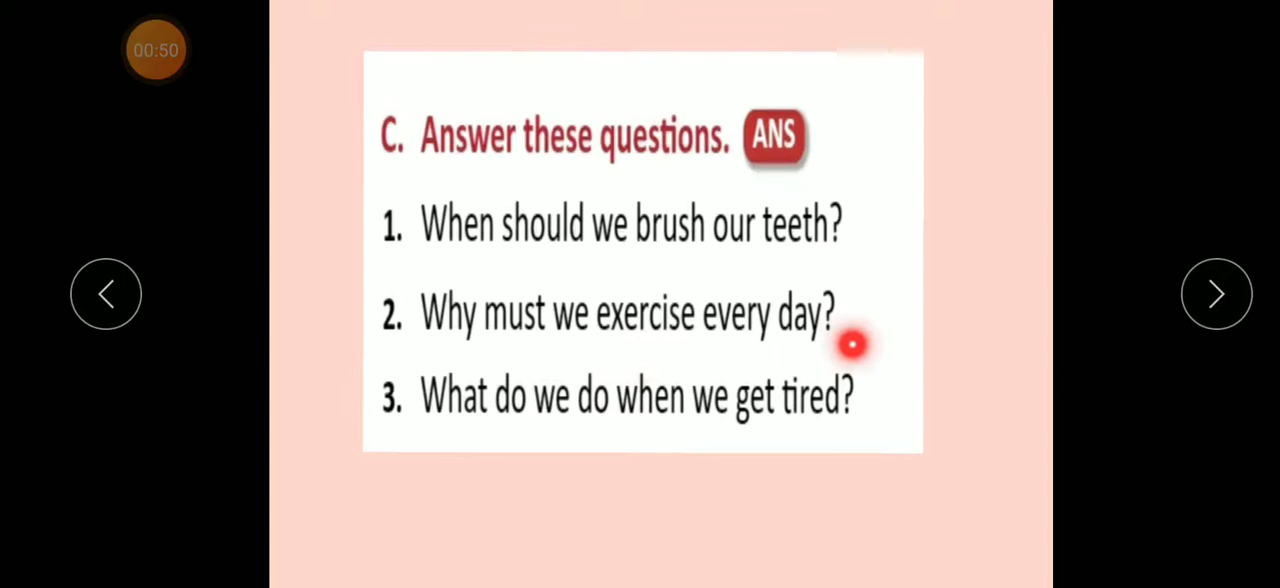 00:50
C. Answer these questions. ANS
1. When should we brush our teeth?
2. Why must we exercise every day?
3. What do we do when we get tired?